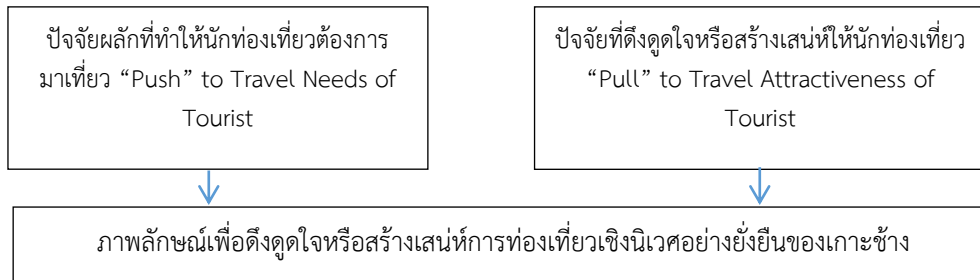 ปัจจัยผลักที่ทำให้นักท่องเที่ยวต้องการ
มาเที่ยว “Push” to Travel Needs of
Tourist
ปัจจัยที่ดึงดูดใจหรือสร้างเสน่ห์ให้นักท่องเที่ยว
“Pull” to Travel Attractiveness of
Tourist
ภาพลักษณ์เพื่อดึงดูดใจหรือสร้างเสน่ห์การท่องเที่ยวเชิงนิเวศอย่างยั่งยืนของเกาะช้าง